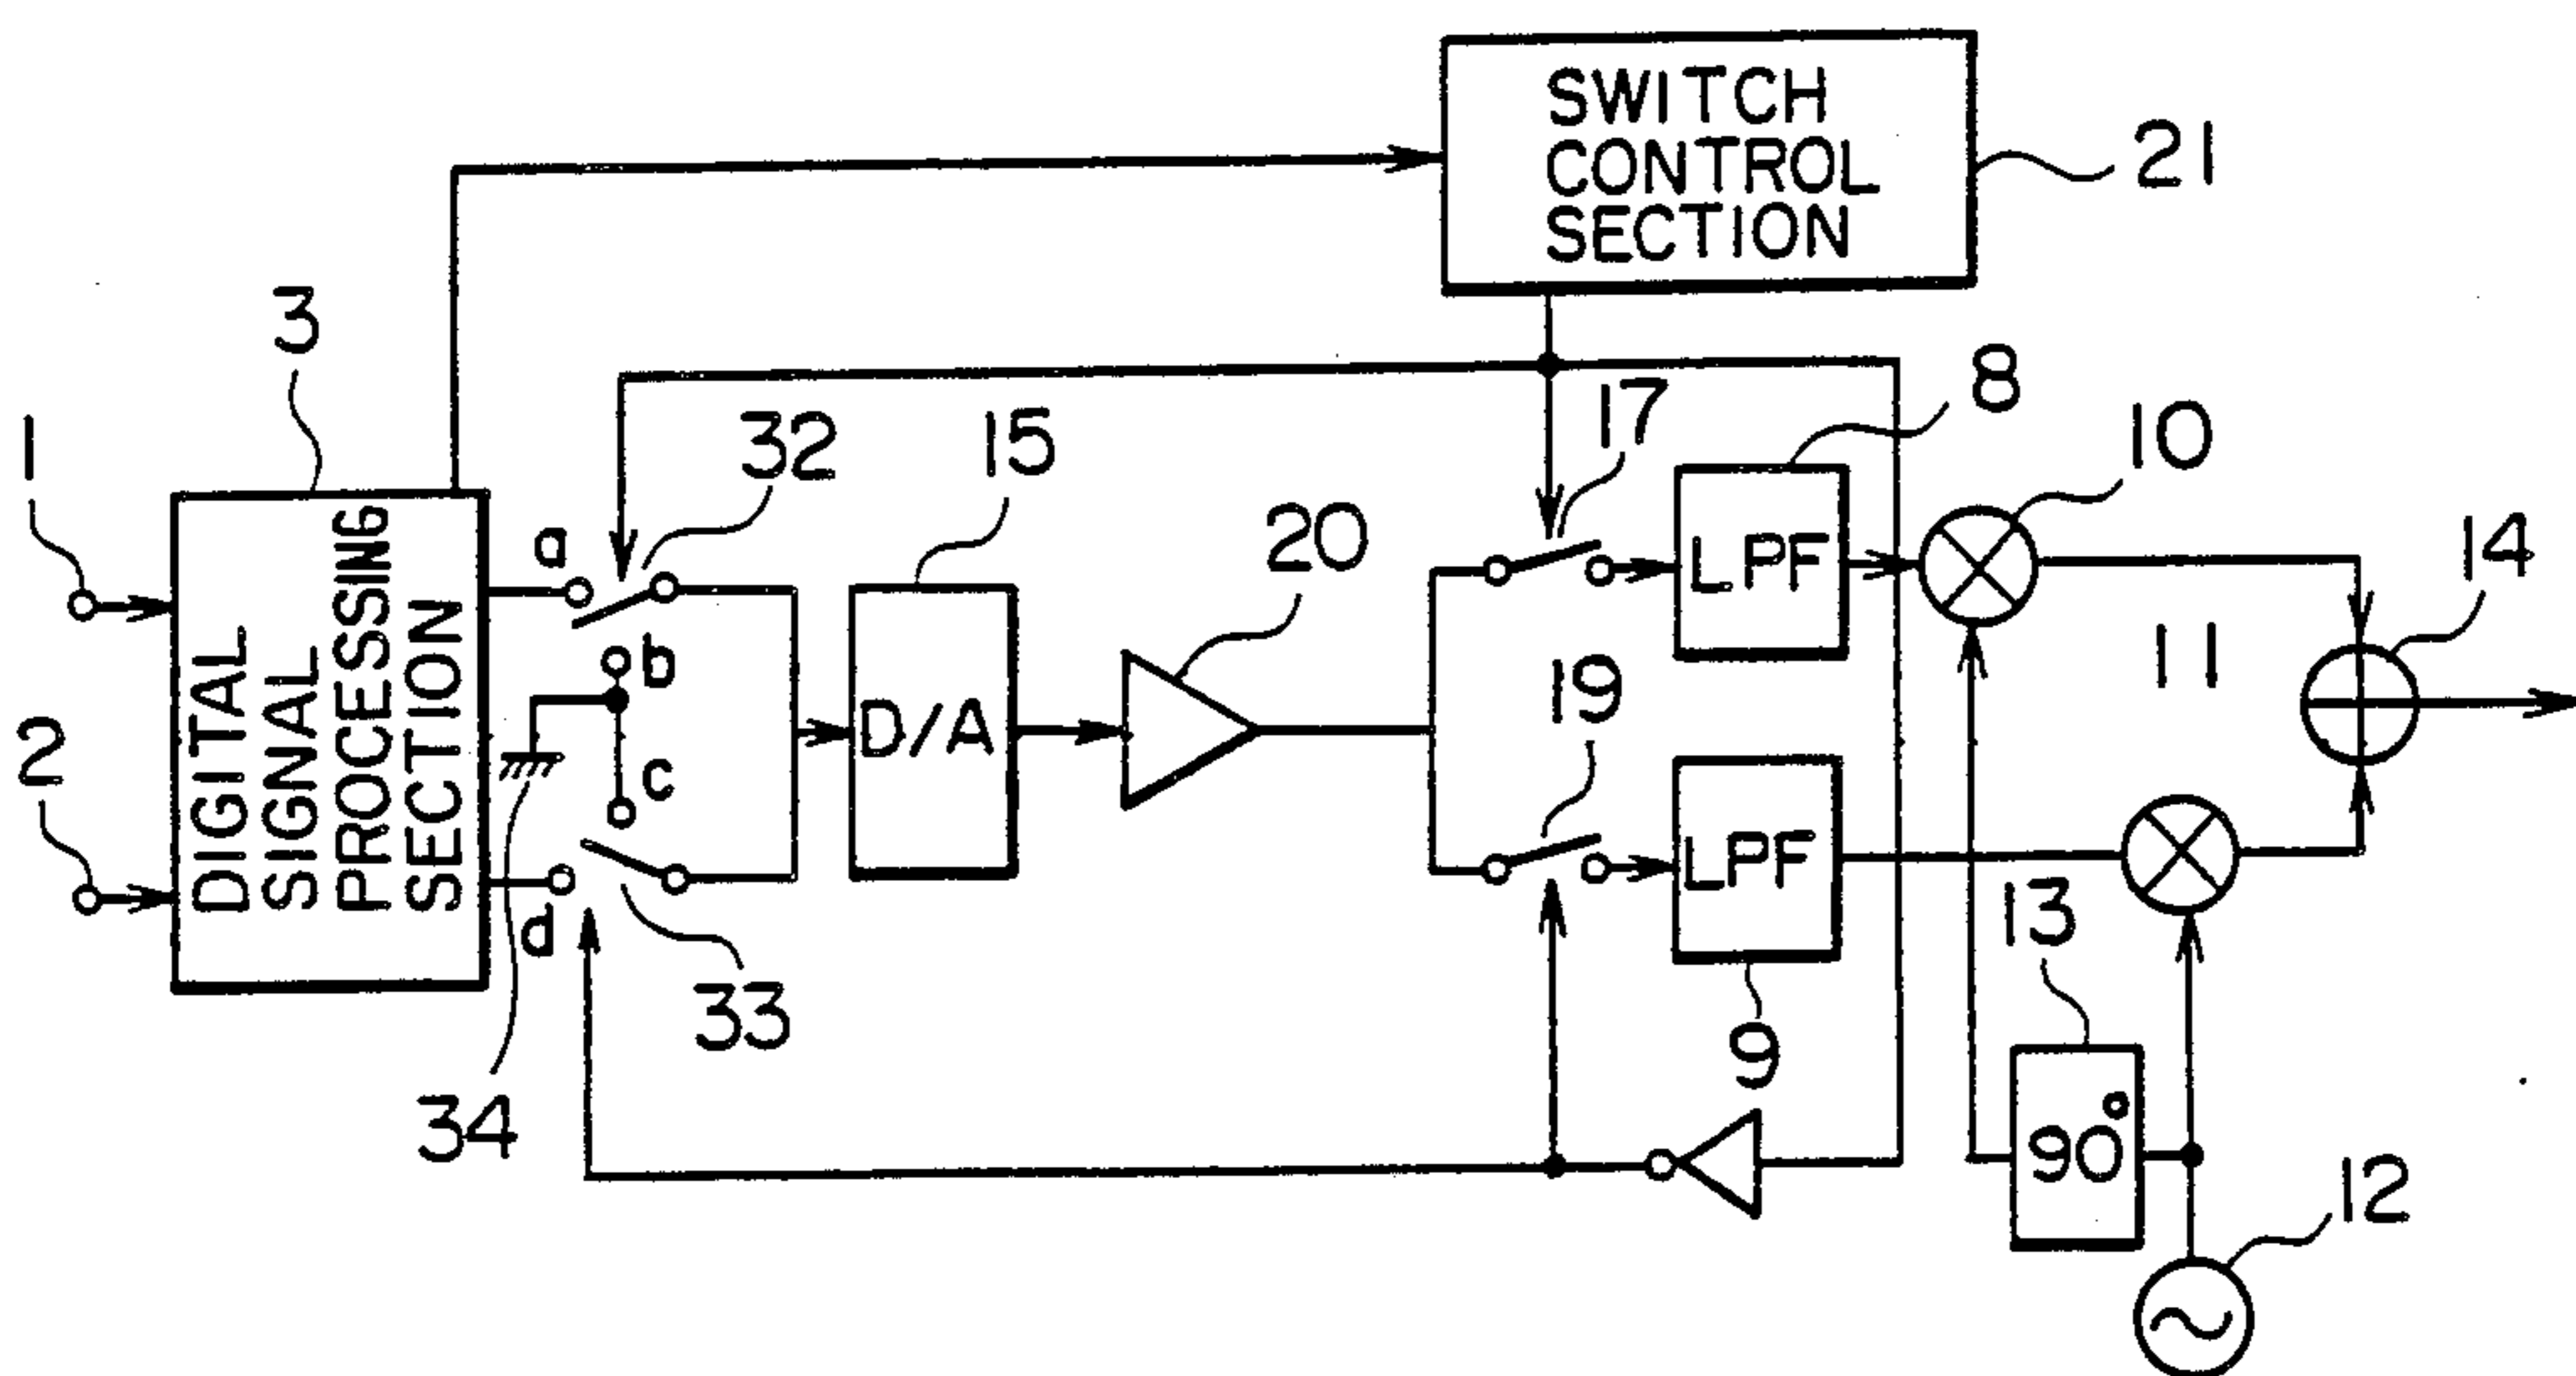 SWITCH
CONTROL
SECTION
21
3
8
17
10
1
32
15
20
14
a
LPF
DIGITAL
SIGNAL
PROCESSING
SECTION
b
11
19
2
D/A
c
LPF
13
d
33
9
34
90°
12